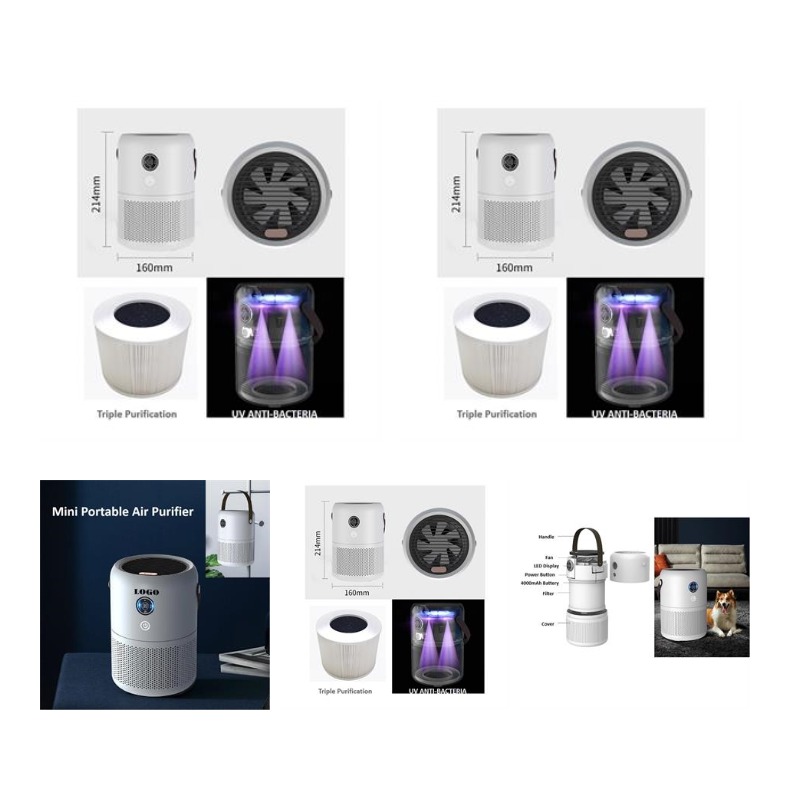 214mm
160mm
Triple Purification
UV ANTI-BACTERIA
214mm
160mm
Triple Purification
UV ANTI-BACTERIA
Mini Portable Air Purifier
LOGO
214mm
160mm
Triple Purification
UV ANTI-BACTERIA
Handle
Fan
LED Display
Power Button
4000mAh Battery
Filter
Cover